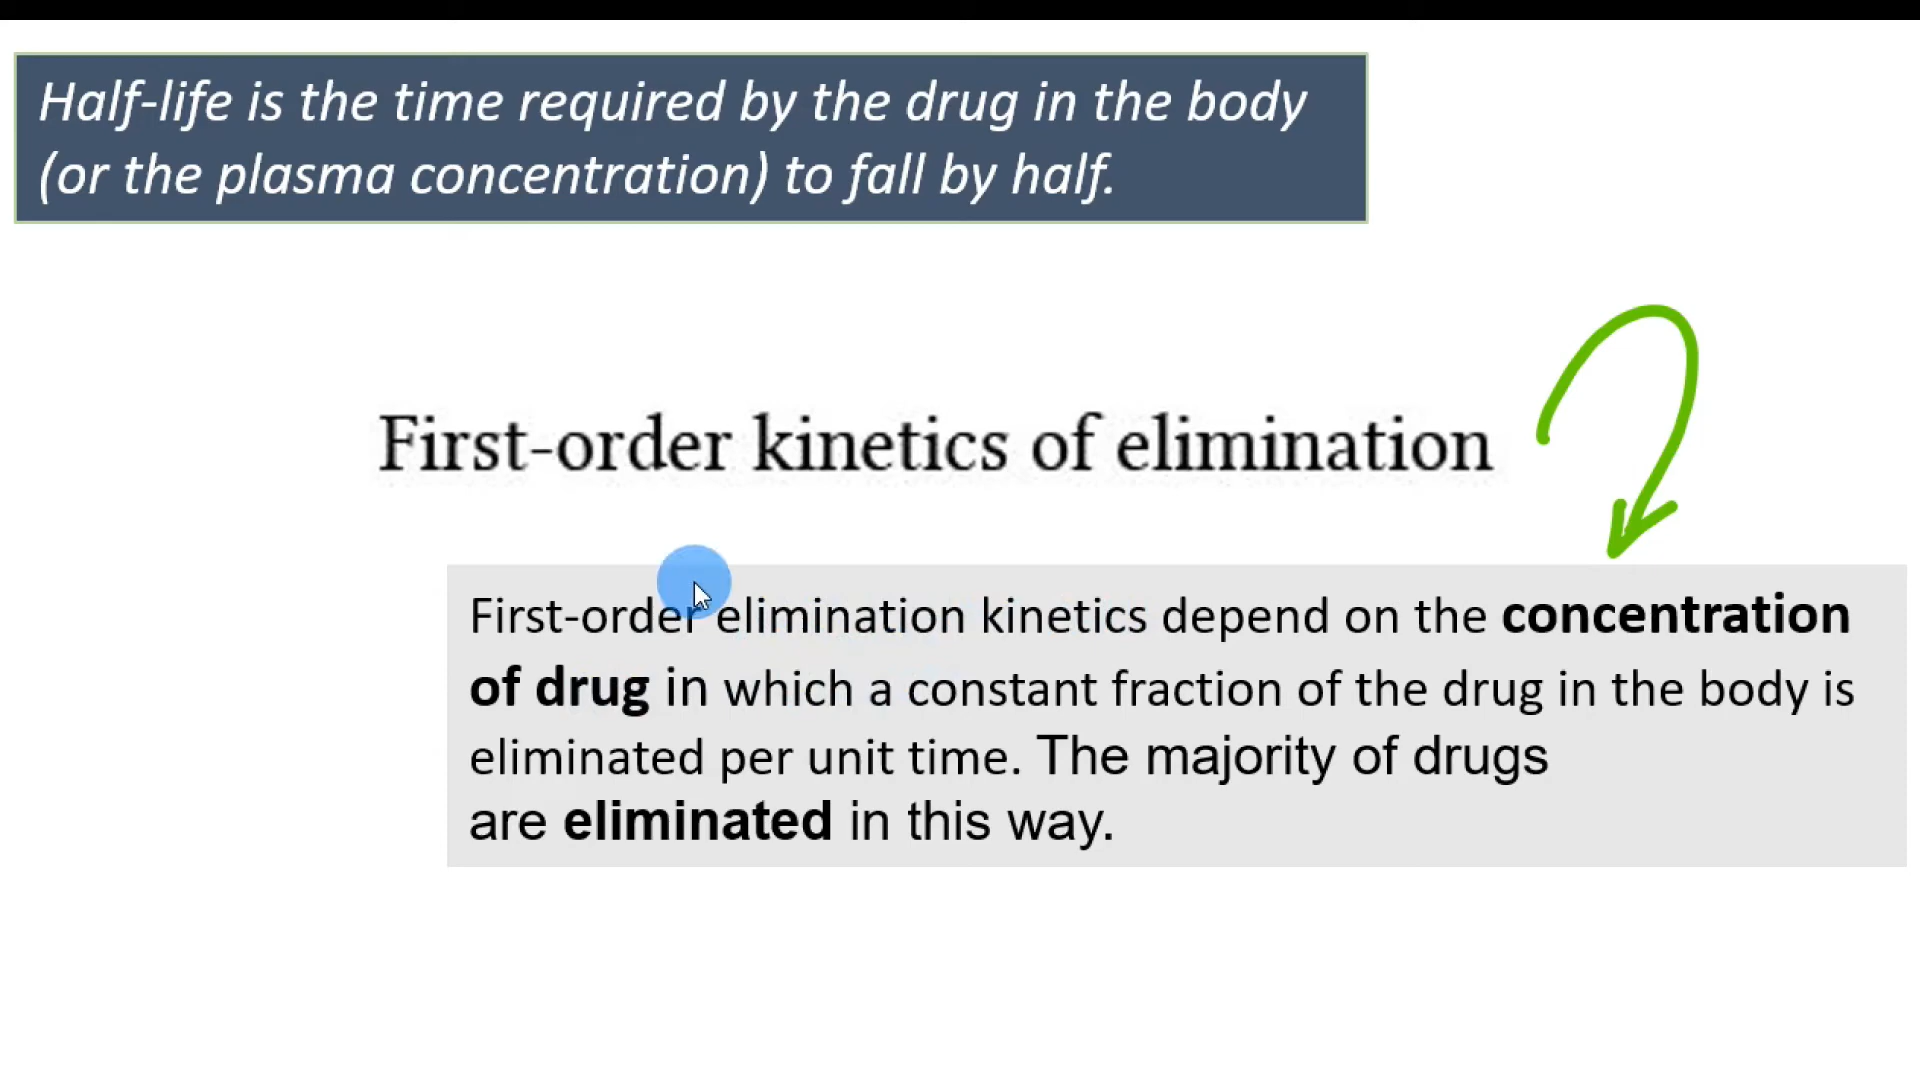 Half-life is the time required by the drug in the body
(or the plasma concentration) to fall by half.
First-order kinetics of elimination
First-order elimination kinetics depend on the concentration
of drug in which a constant fraction of the drug in the body is
eliminated per unit time. The majority of drugs
are eliminated in this way.